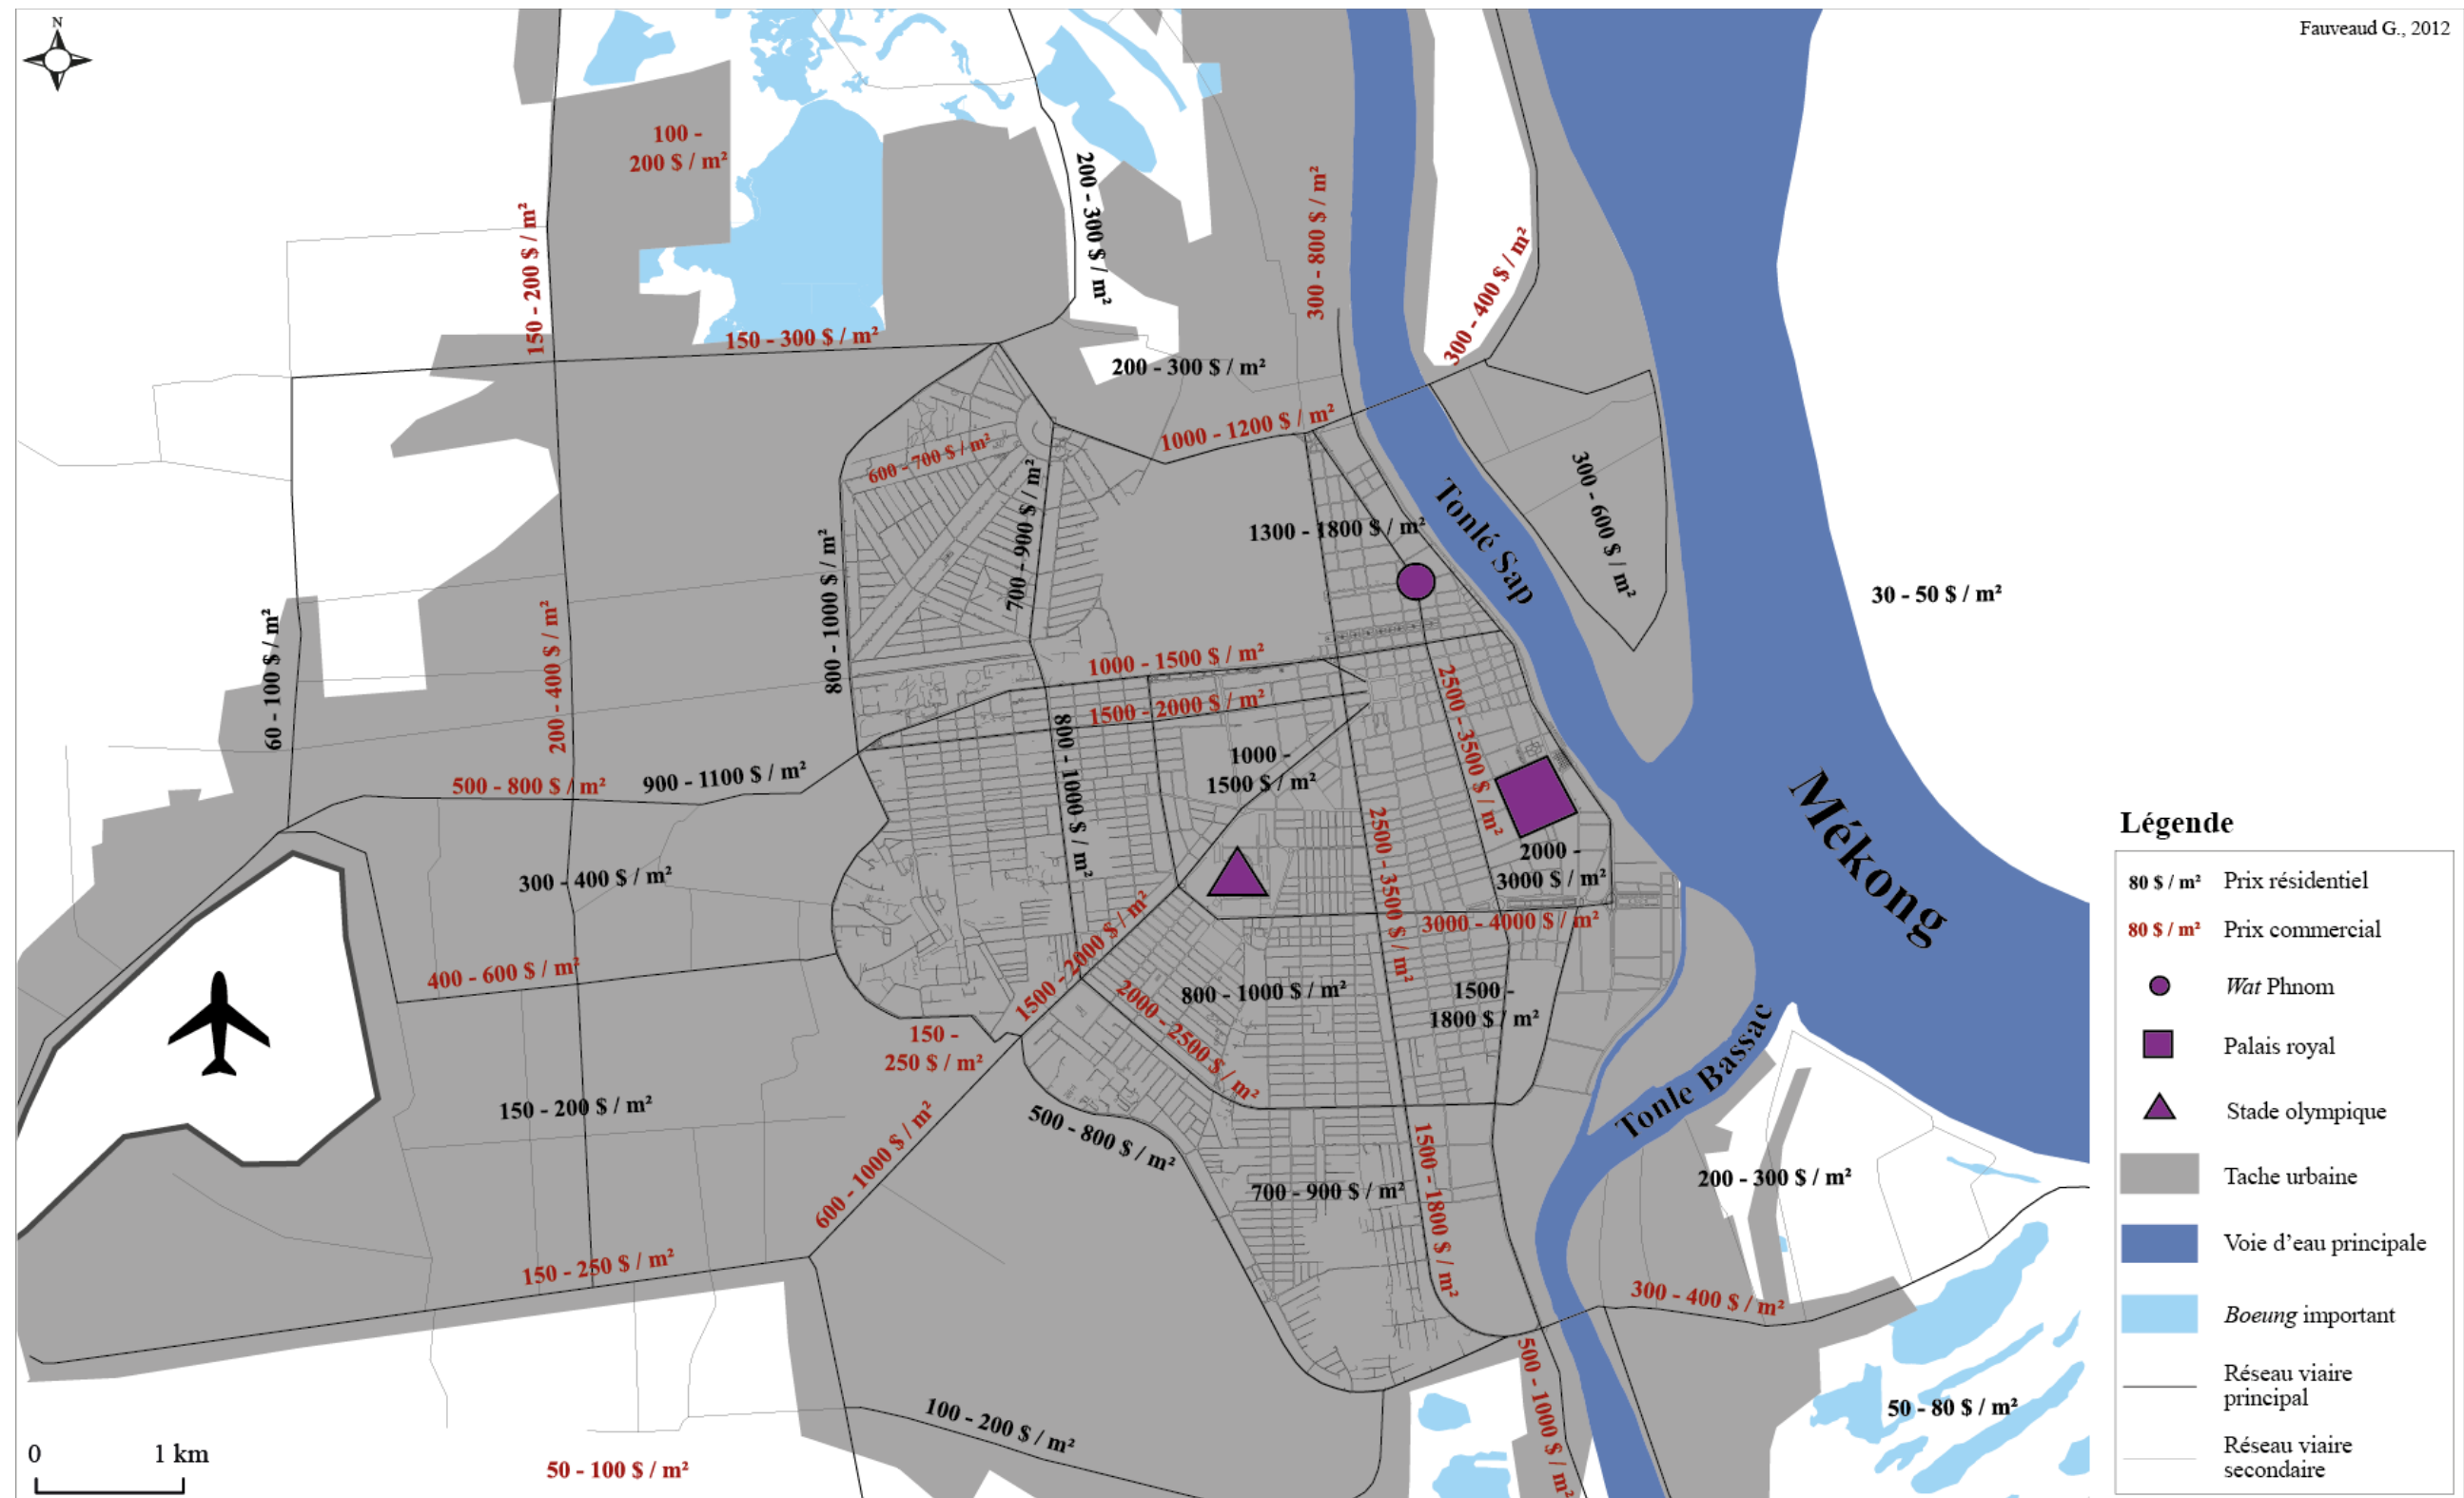 N
Fauveaud G., 2012
100 -
200 $ / m²
150 - 200 $ / m²
200 - 300 $ / m²
300 - 800 $ / m²
300 - 400 $ / m²
150 - 300 $ / m²
200 - 300 $ / m²
1000 - 1200 $ / m²
600 - 700 $ / m²
700 - 900 $ / m²
800 - 1000 $ / m²
1300 - 1800 $ / m²
Tonlé Sap
300 - 600 $ / m²
30 - 50 $ / m²
60 - 100 $ / m²
200 - 400 $ / m²
1000 - 1500 $ / m²
1500 - 2000 $ / m²
2500 - 3500 $ / m²
800 - 1000 $ / m²
1000 -
1500 $ / m²
500 - 800 $ / m²
900 - 1100 $ / m²
2500 - 3500 $ / m²
2000 -
3000 $ / m²
Mékong
300 - 400 $ / m²
3000 - 4000 $ / m²
400 - 600 $ / m²
1500 - 2000 $ / m²
2000 - 2500 $ / m²
800 - 1000 $ / m²
1500 -
1800 $ / m²
150 -
250 $ / m²
Tonle Bassac
150 - 200 $ / m²
600 - 1000 $ / m²
500 - 800 $ / m²
700 - 900 $ / m²
1500 - 1800 $ / m²
200 - 300 $ / m²
150 - 250 $ / m²
300 - 400 $ / m²
500 - 1000 $ / m²
50 - 80 $ / m²
100 - 200 $ / m²
50 - 100 $ / m²
0 1 km
Légende
80 $ / m² Prix résidentiel
80 $ / m² Prix commercial
Wat Phnom
Palais royal
Stade olympique
Tache urbaine
Voie d'eau principale
Boeung important
Réseau viaire
principal
Réseau viaire
secondaire